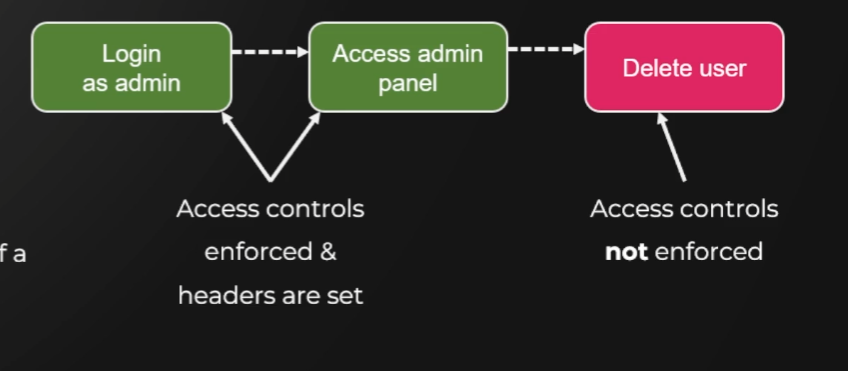 Login
as admin
Access admin
panel
Delete user
Access controls
enforced &
headers are set
Access controls
not enforced
f a